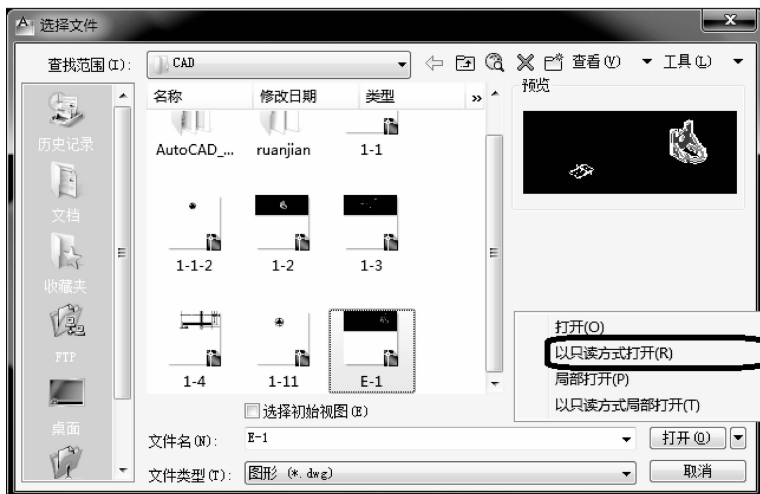 选择文件
查找范围(I):
CAD
查看(V)
工具(L)
名称
修改日期
类型
»
预览
历史记录
文档
收藏夹
FTP
桌面
AutoCAD_...
ruanjian
1-1
1-1-2
1-2
1-3
1-4
1-11
E-1
打开(O)
以只读方式打开(R)
局部打开(P)
以只读方式局部打开(T)
选择初始视图(E)
文件名(N):
E-1
打开(O)
文件类型(T):
图形 (*.dwg)
取消